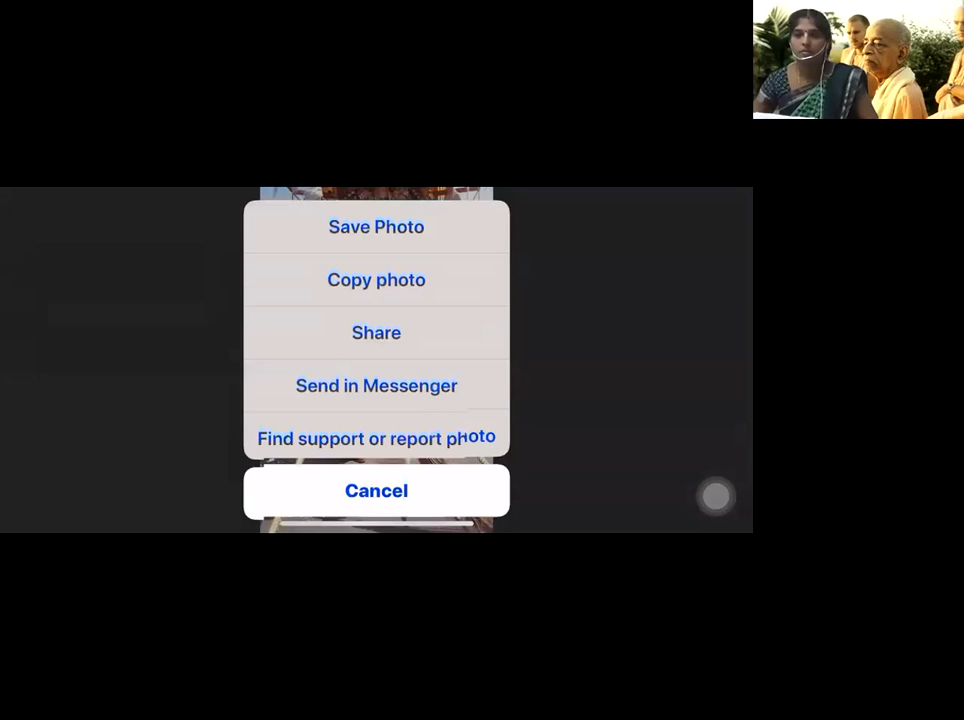 Save Photo
Copy photo
Share
Send in Messenger
Find support or report photo
Cancel